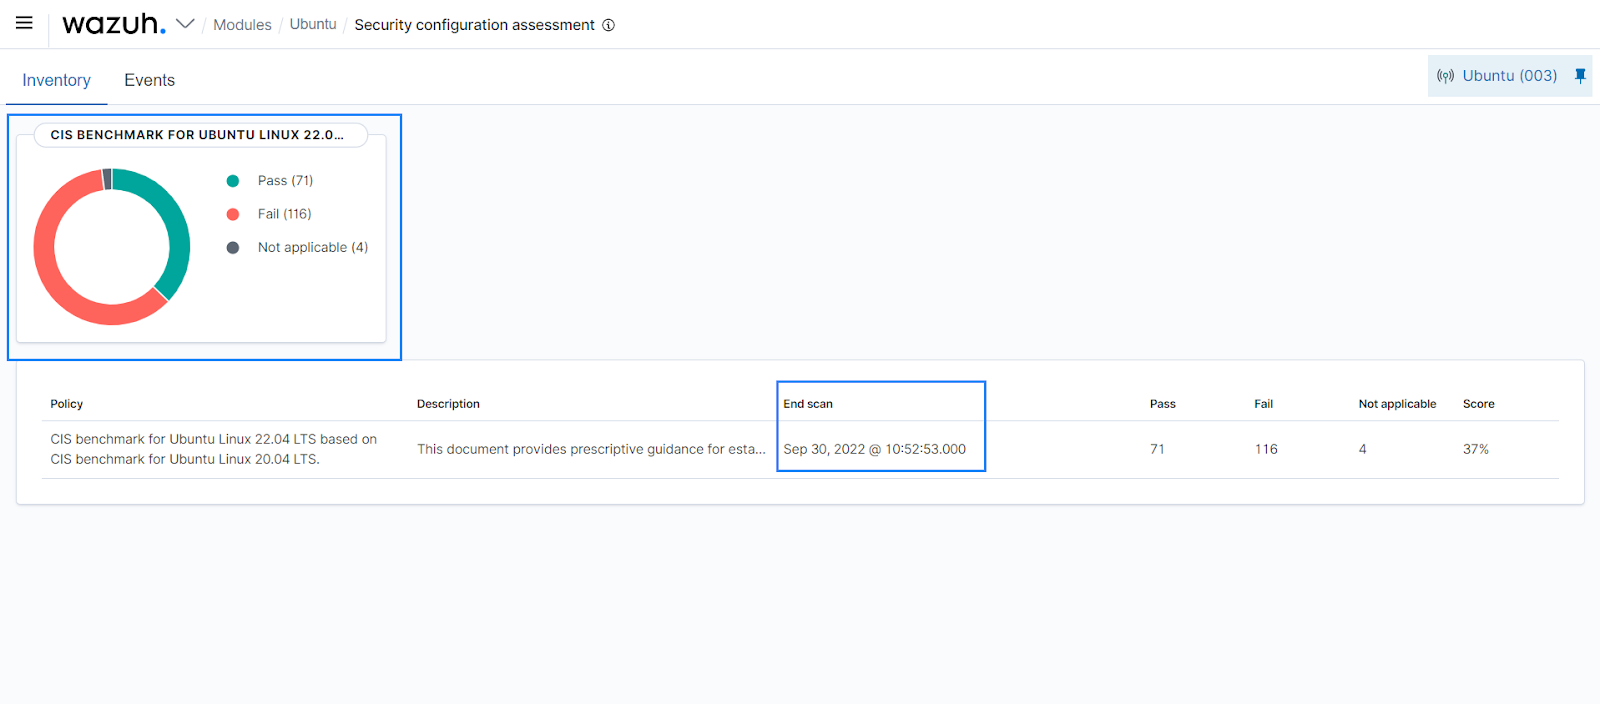 wazuh. / Modules / Ubuntu / Security configuration assessment
Inventory Events
Ubuntu (003)
CIS BENCHMARK FOR UBUNTU LINUX 22.0...
Pass (71)
Fail (116)
Not applicable (4)
Policy Description End scan Pass Fail Not applicable Score
CIS benchmark for Ubuntu Linux 22.04 LTS based on
CIS benchmark for Ubuntu Linux 20.04 LTS.
This document provides prescriptive guidance for esta... Sep 30, 2022 @ 10:52:53.000 71 116 4 37%